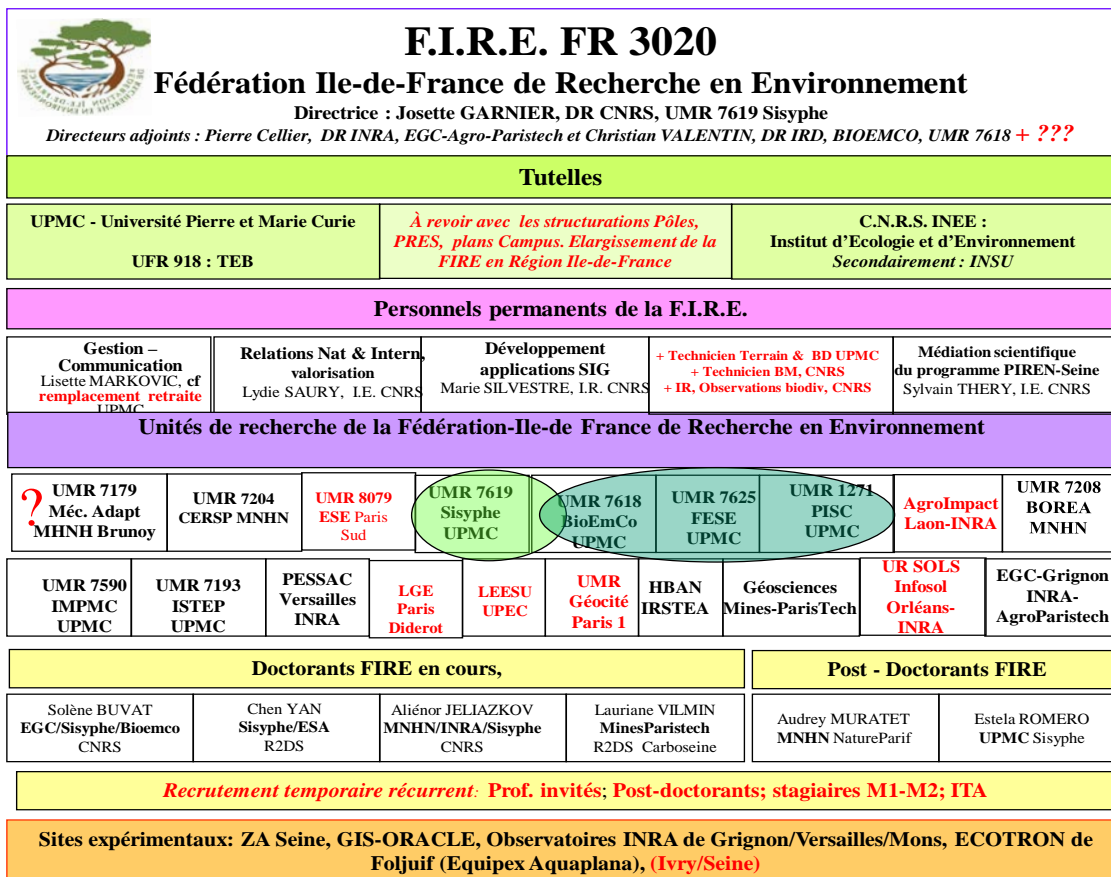 F.I.R.E. FR 3020
Fédération Ile-de-France de Recherche en Environnement
Directrice : Josette GARNIER, DR CNRS, UMR 7619 Sisyphe
Directeurs adjoints : Pierre Cellier, DR INRA, EGC-Agro-Paristech et Christian VALENTIN, DR IRD, BIOEMCO, UMR 7618 + ???
Tutelles
UPMC - Université Pierre et Marie Curie
UFR 918 : TEB
À revoir avec les structurations Pôles,
PRES, plans Campus. Elargissement de la
FIRE en Région Ile-de-France
C.N.R.S. INEE :
Institut d'Ecologie et d'Environnement
Secondairement : INSU
Personnels permanents de la F.I.R.E.
Gestion –
Communication
Lisette MARKOVIC, cf
remplacement retraite
UPMC
Relations Nat & Intern,
valorisation
Lydie SAURY, I.E. CNRS
Développement
applications SIG
Marie SILVESTRE, I.R. CNRS
+ Technicien Terrain & BD UPMC
+ Technicien BM, CNRS
+ IR, Observations biodiv, CNRS
Médiation scientifique
du programme PIREN-Seine
Sylvain THERY, I.E. CNRS
Unités de recherche de la Fédération-Ile-de France de Recherche en Environnement
?
UMR 7179
Méc. Adapt
MHNH Brunoy
UMR 7204
CERSP MNHN
UMR 8079
ESE Paris
Sud
UMR 7619
Sisyphe
UPMC
UMR 7618
BioEmCo
UPMC
UMR 7625
FESE
UPMC
UMR 1271
PISC
UPMC
AgroImpact
Laon-INRA
UMR 7208
BOREA
MNHN
UMR 7590
IMPMC
UPMC
UMR 7193
ISTEP
UPMC
PESSAC
Versailles
INRA
LGE
Paris
Diderot
LEESU
UPEC
UMR
Géocité
Paris 1
HBAN
IRSTEA
Géosciences
Mines-ParisTech
UR SOLS
Infosol
Orléans-
INRA
EGC-Grignon
INRA-
AgroParistech
Doctorants FIRE en cours,
Post - Doctorants FIRE
Solène BUVAT
EGC/Sisyphe/Bioemco
CNRS
Chen YAN
Sisyphe/ESA
R2DS
Aliénor JELIAZKOV
MNHN/INRA/Sisyphe
CNRS
Lauriane VILMIN
MinesParistech
R2DS Carboseine
Audrey MURATET
MNHN NatureParif
Estela ROMERO
UPMC Sisyphe
Recrutement temporaire récurrent: Prof. invités; Post-doctorants; stagiaires M1-M2; ITA
Sites expérimentaux: ZA Seine, GIS-ORACLE, Observatoires INRA de Grignon/Versailles/Mons, ECOTRON de
Foljuif (Equipex Aquaplana), (Ivry/Seine)